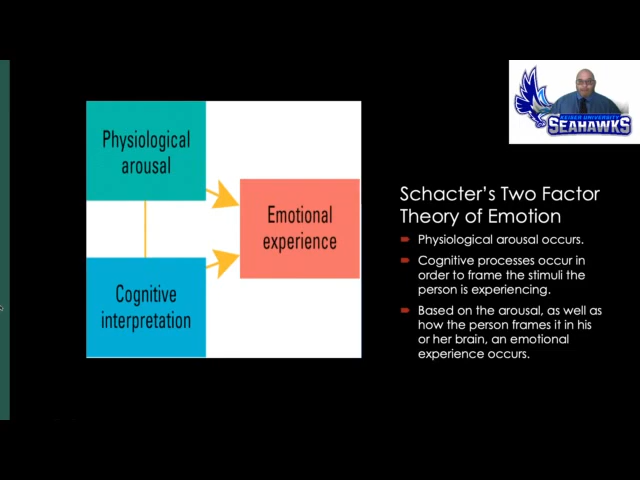 Physiological
arousal
Emotional
experience
Cognitive
interpretation
KEISER UNIVERSITY
SEAHAWKS
Schacter's Two Factor
Theory of Emotion
Physiological arousal occurs.
Cognitive processes occur in
order to frame the stimuli the
person is experiencing.
Based on the arousal, as well as
how the person frames it in his
or her brain, an emotional
experience occurs.